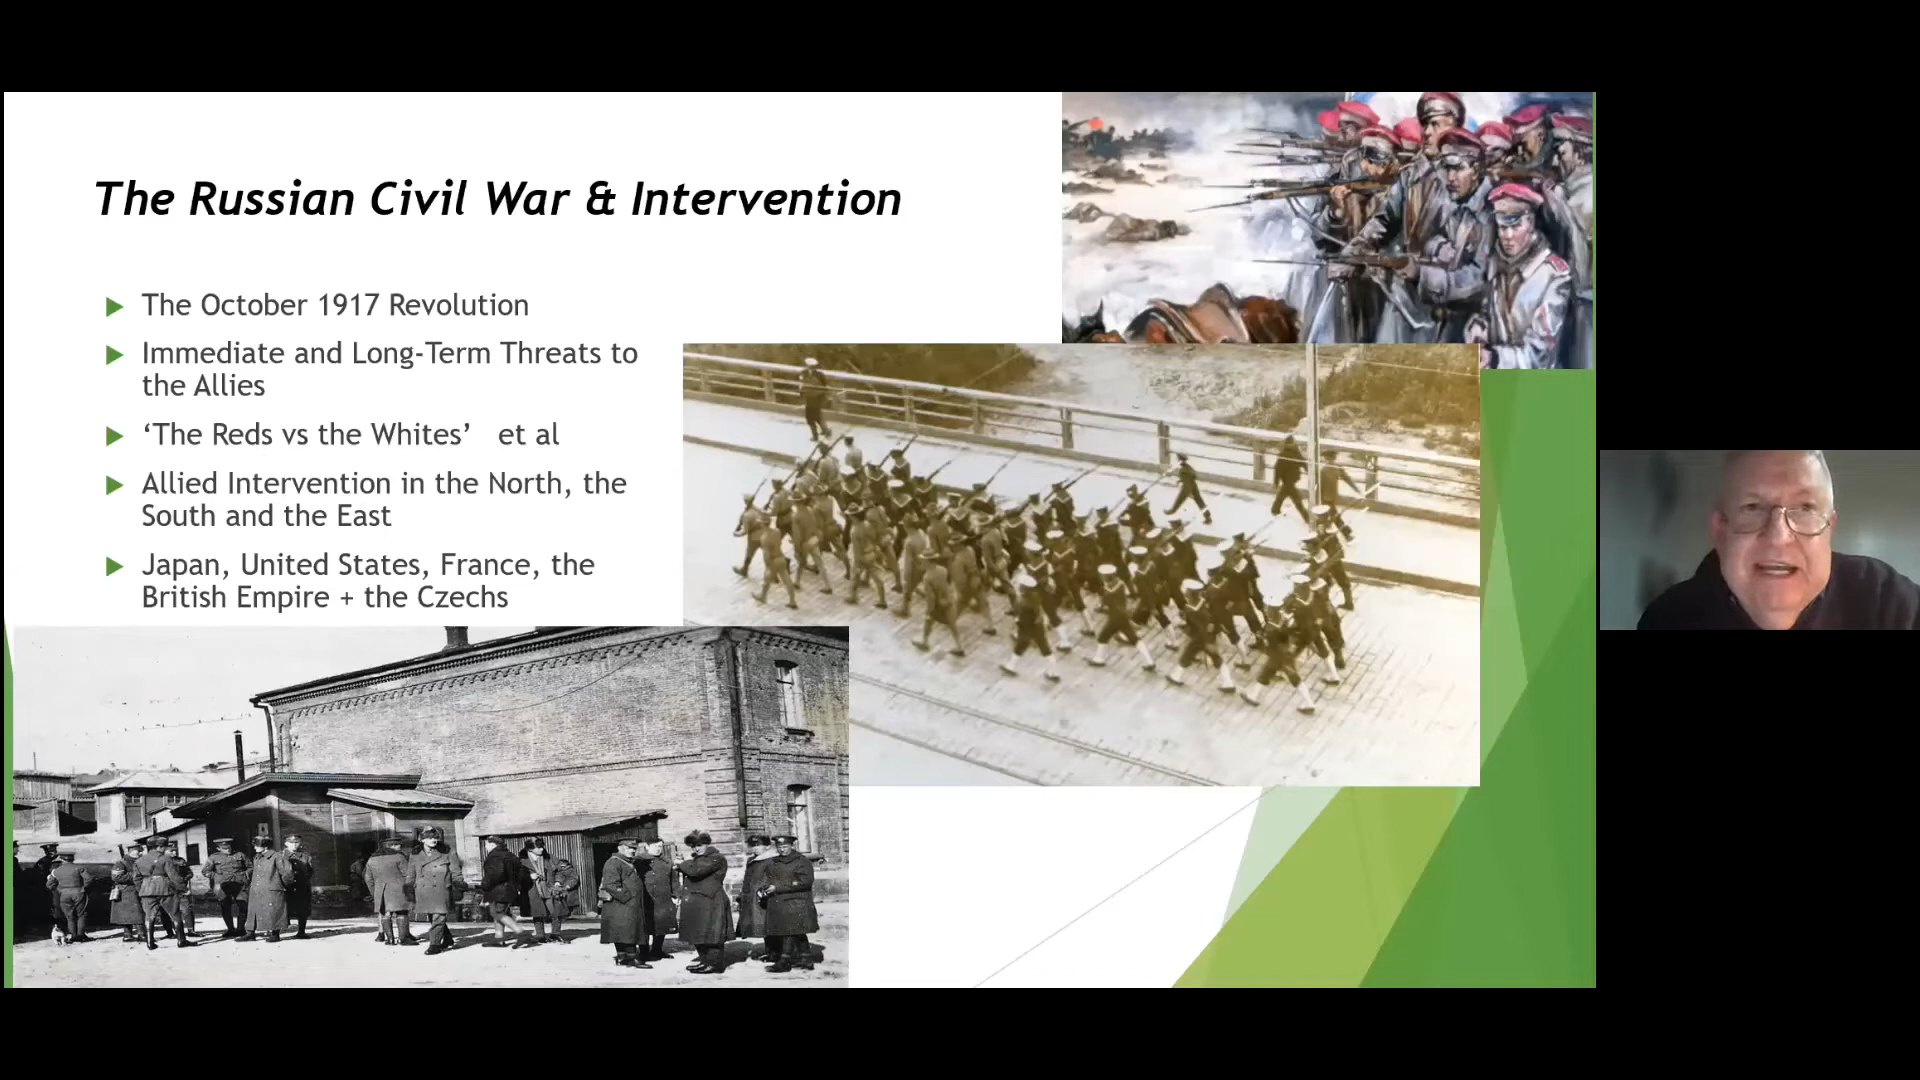 The Russian Civil War & Intervention
The October 1917 Revolution
Immediate and Long-Term Threats to
the Allies
‘The Reds vs the Whites’ et al
Allied Intervention in the North, the
South and the East
Japan, United States, France, the
British Empire + the Czechs